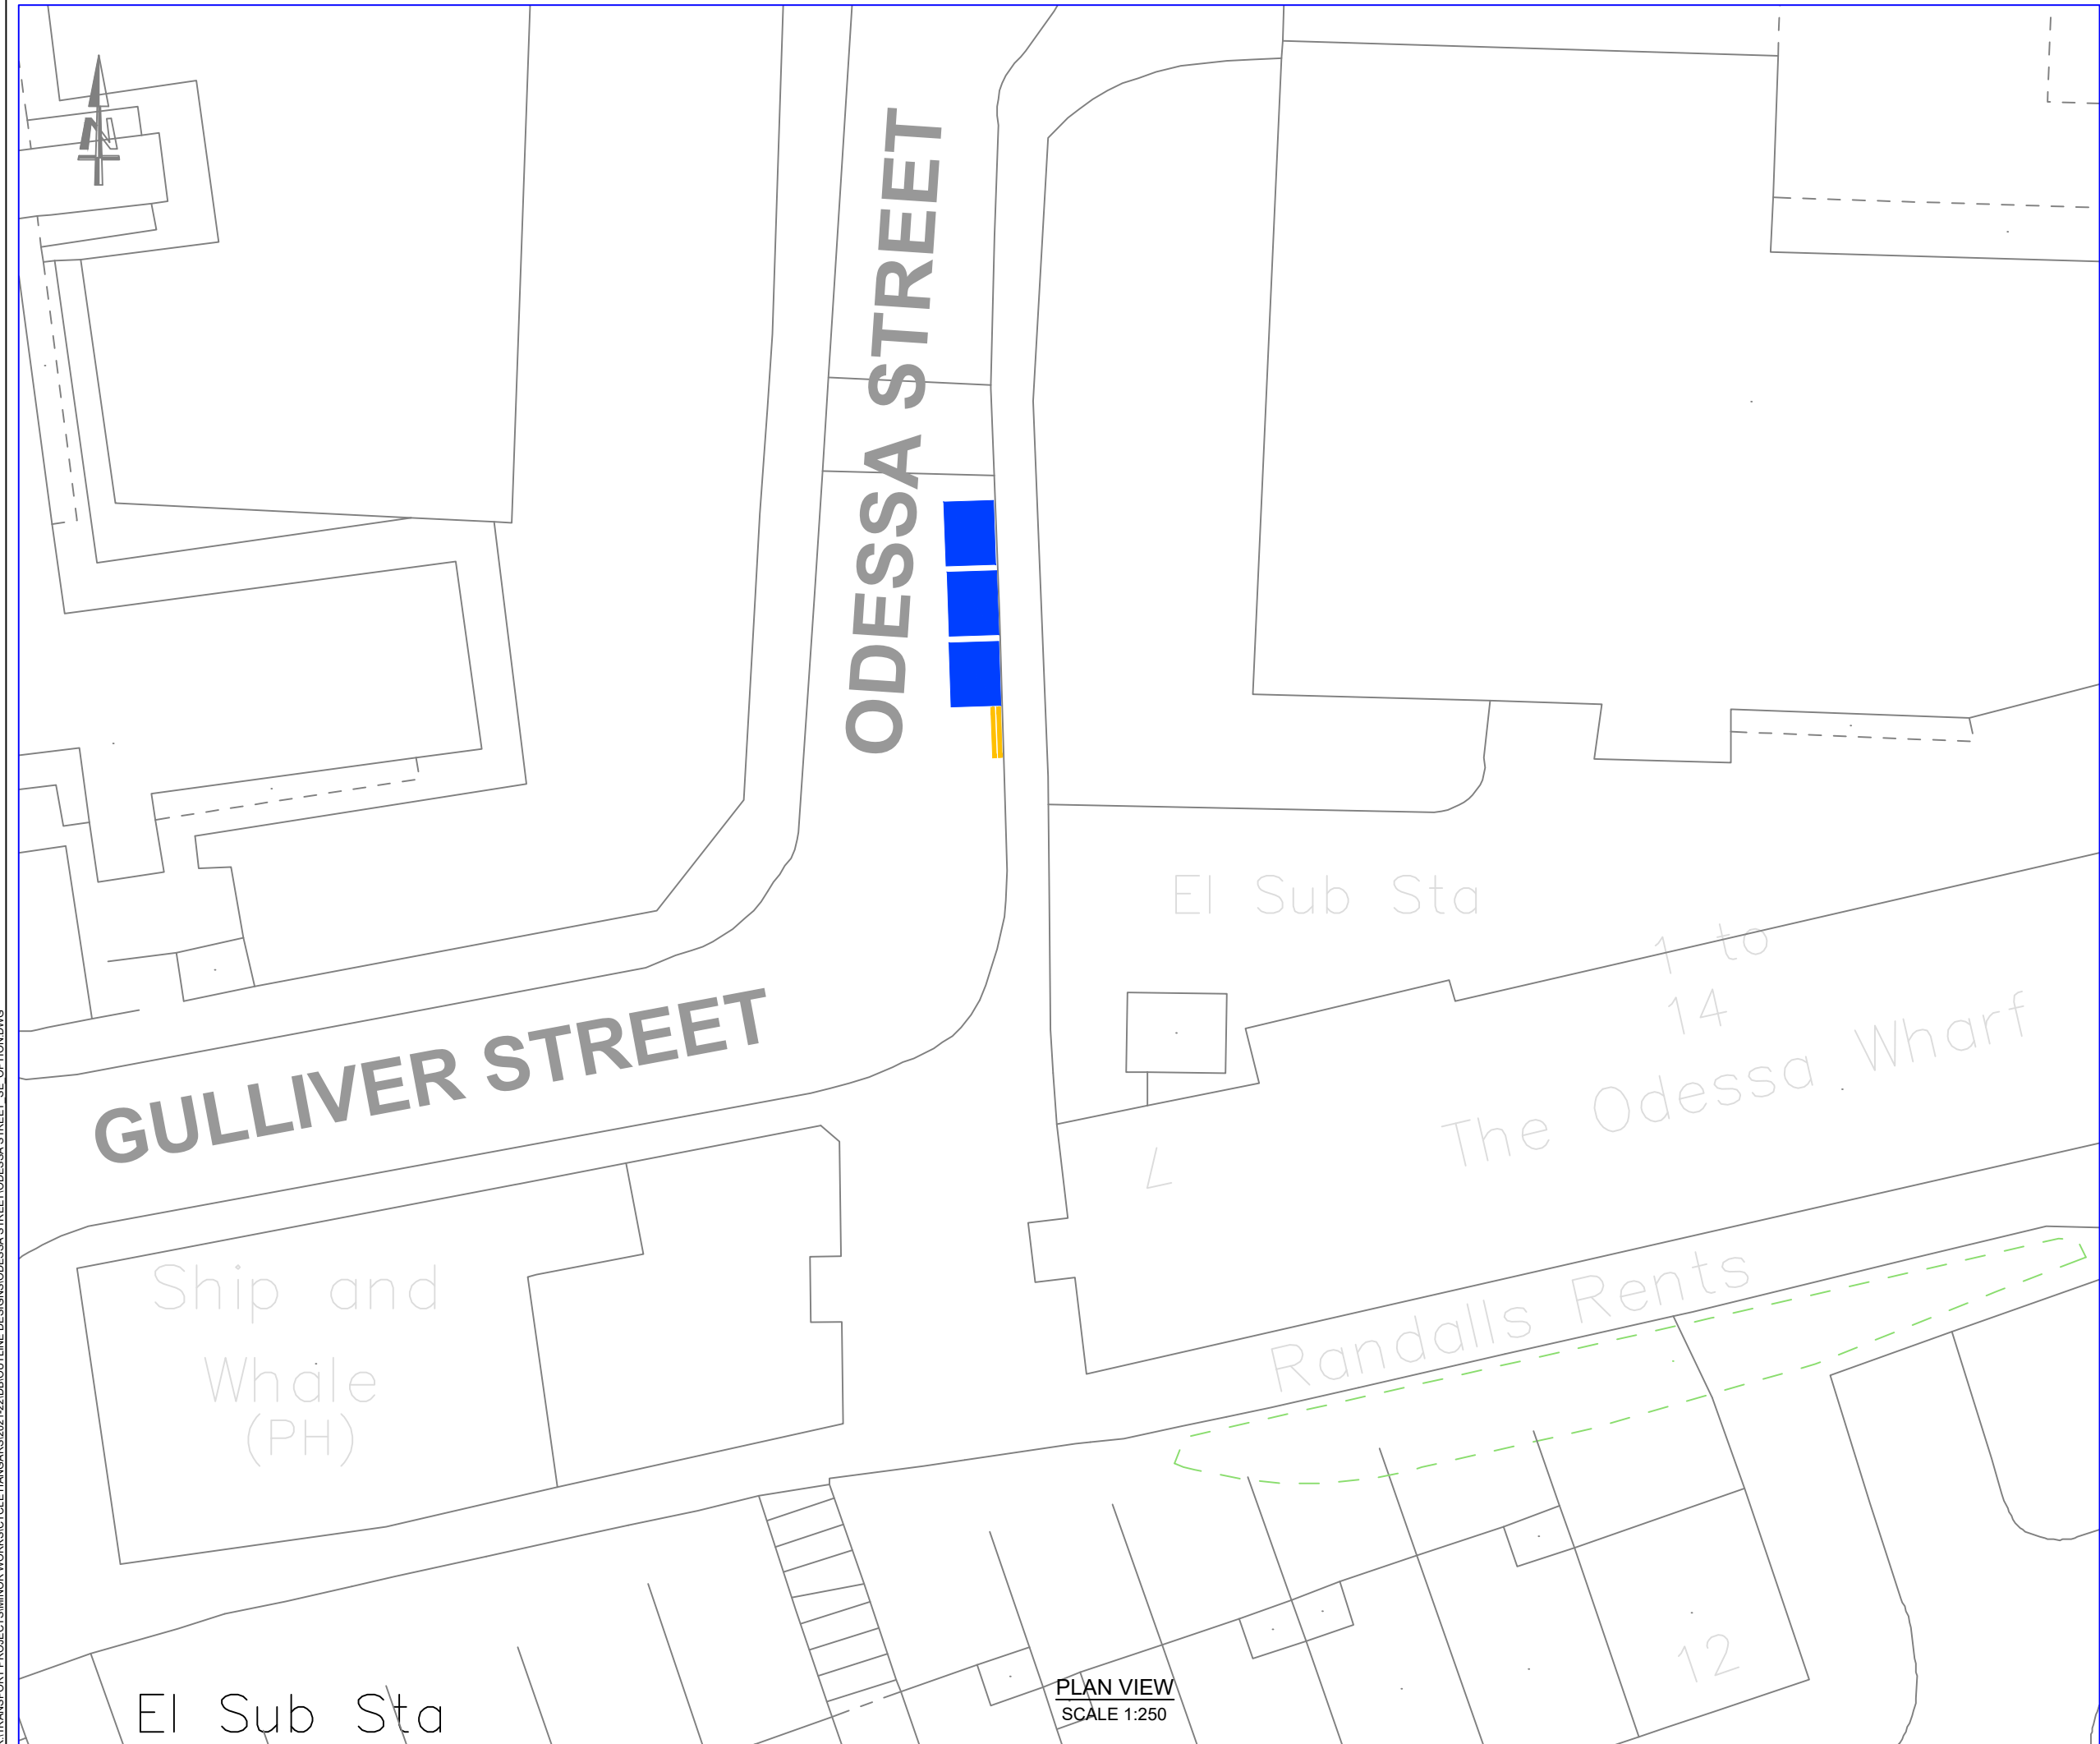 N
ODESSA STREET
GULLIVER STREET
El Sub Sta
1 to
14
The Odessa Wharf
7
Randalls Rents
Ship and
Whale
(PH)
12
El Sub Sta
PLAN VIEW
SCALE 1:250